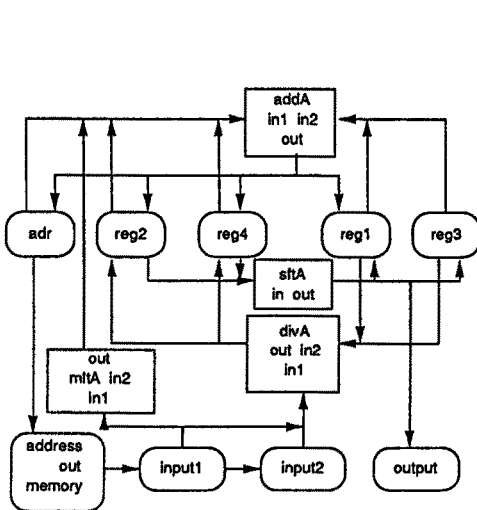 addA
in1 in2
out
adr
reg2
reg4
reg1
reg3
sftA
in out
divA
out in2
in1
out
mltA in2
in1
address
out
memory
input1
input2
output